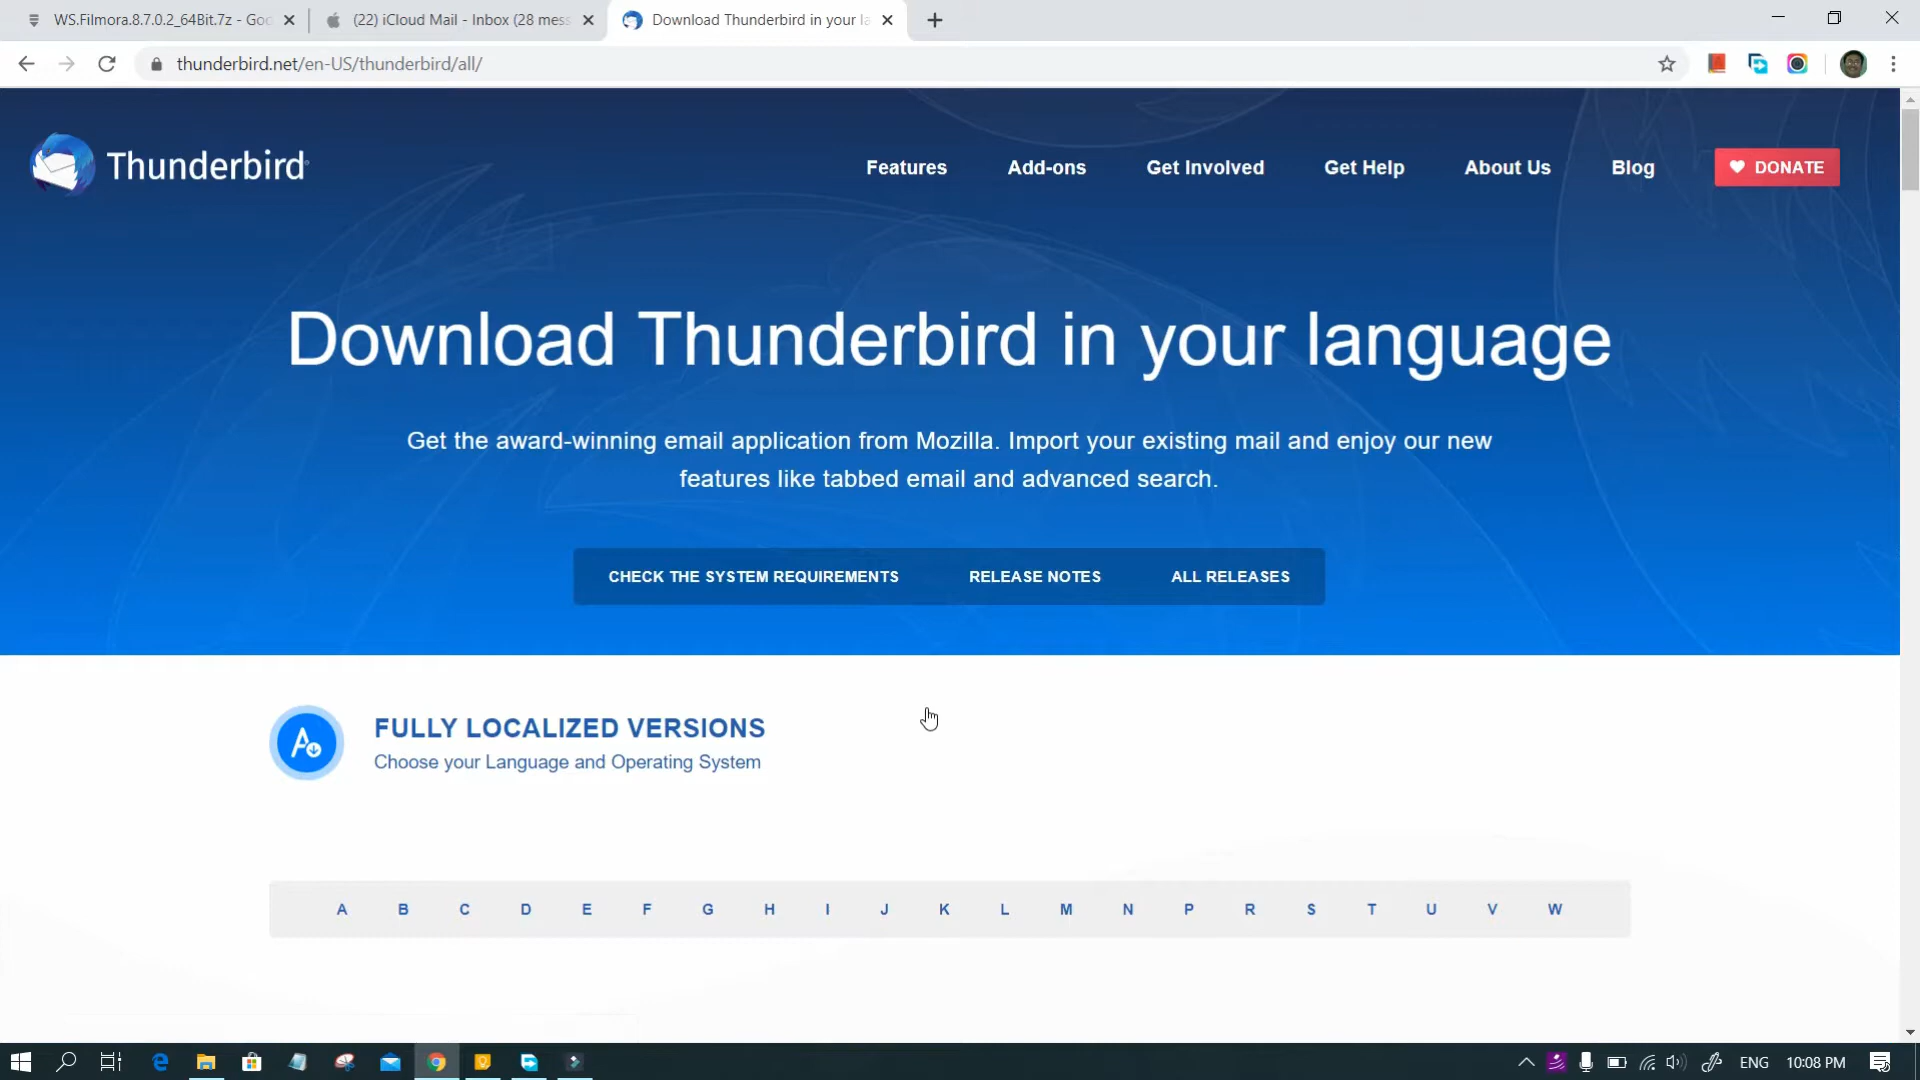 WS.Filmora.8.7.0.2_64Bit.7z - Goo
(22) iCloud Mail - Inbox (28 mess
Download Thunderbird in your la
thunderbird.net/en-US/thunderbird/all/
Thunderbird
Features
Add-ons
Get Involved
Get Help
About Us
Blog
DONATE
Download Thunderbird in your language
Get the award-winning email application from Mozilla. Import your existing mail and enjoy our new
features like tabbed email and advanced search.
CHECK THE SYSTEM REQUIREMENTS
RELEASE NOTES
ALL RELEASES
FULLY LOCALIZED VERSIONS
Choose your Language and Operating System
A B C D E F G H I J K L M N P R S T U V W
ENG
10:08 PM